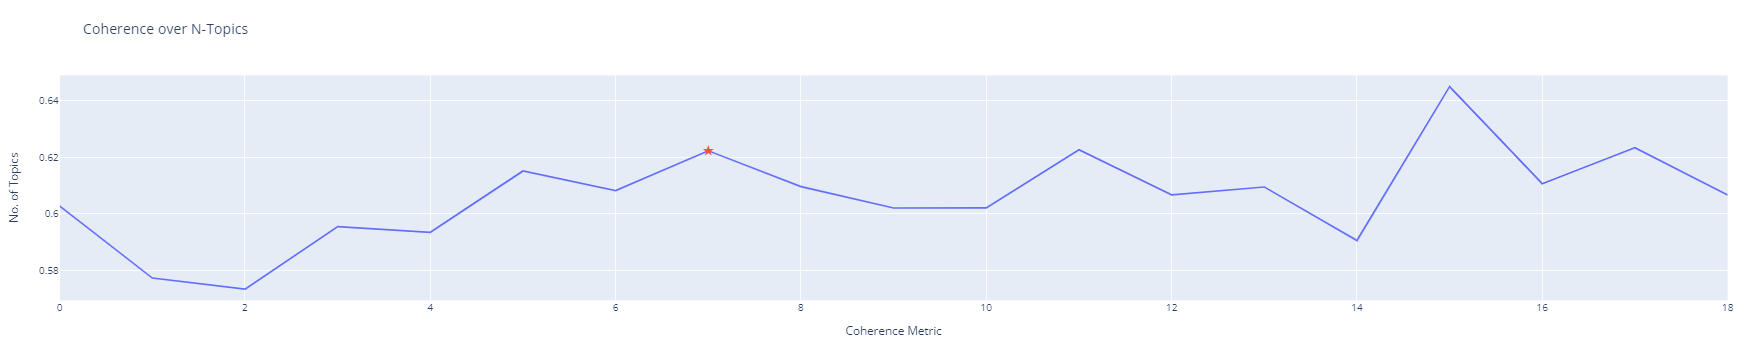 Coherence over N-Topics
No. of Topics
0.64
0.62
0.6
0.58
0 2 4 6 8 10 12 14 16 18
Coherence Metric